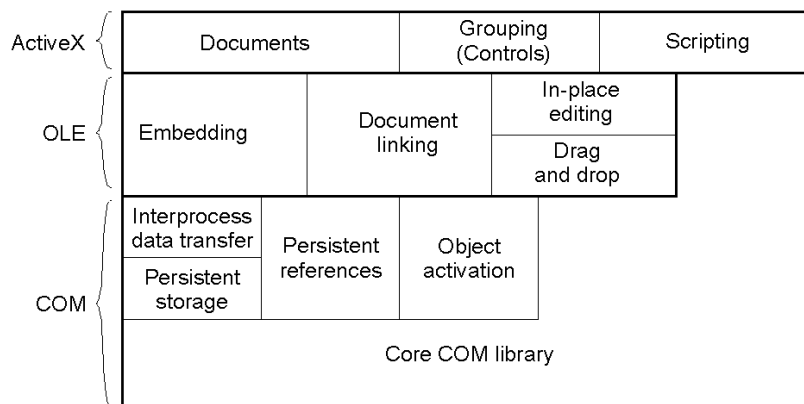 ActiveX
Documents
Grouping
(Controls)
Scripting
OLE
Embedding
Document
linking
In-place
editing
Drag
and drop
COM
Interprocess
data transfer
Persistent
storage
Persistent
references
Object
activation
Core COM library